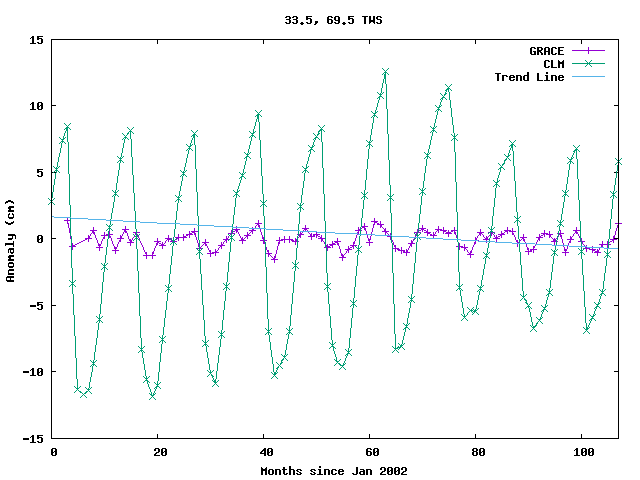 33.5, 69.5 TWS
GRACE
CLM
Trend Line
15
10
5
0
-5
-10
-15
Anomaly (cm)
0 20 40 60 80 100
Months since Jan 2002